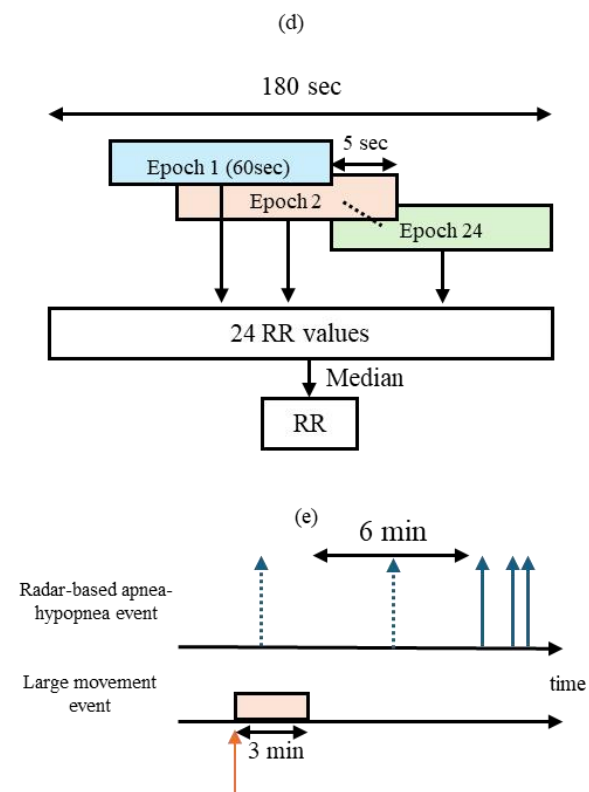 (d)
180 sec
5 sec
Epoch 1 (60sec)
Epoch 2
Epoch 24
24 RR values
Median
RR
(e)
6 min
Radar-based apnea-
hypopnea event
Large movement
event
time
3 min